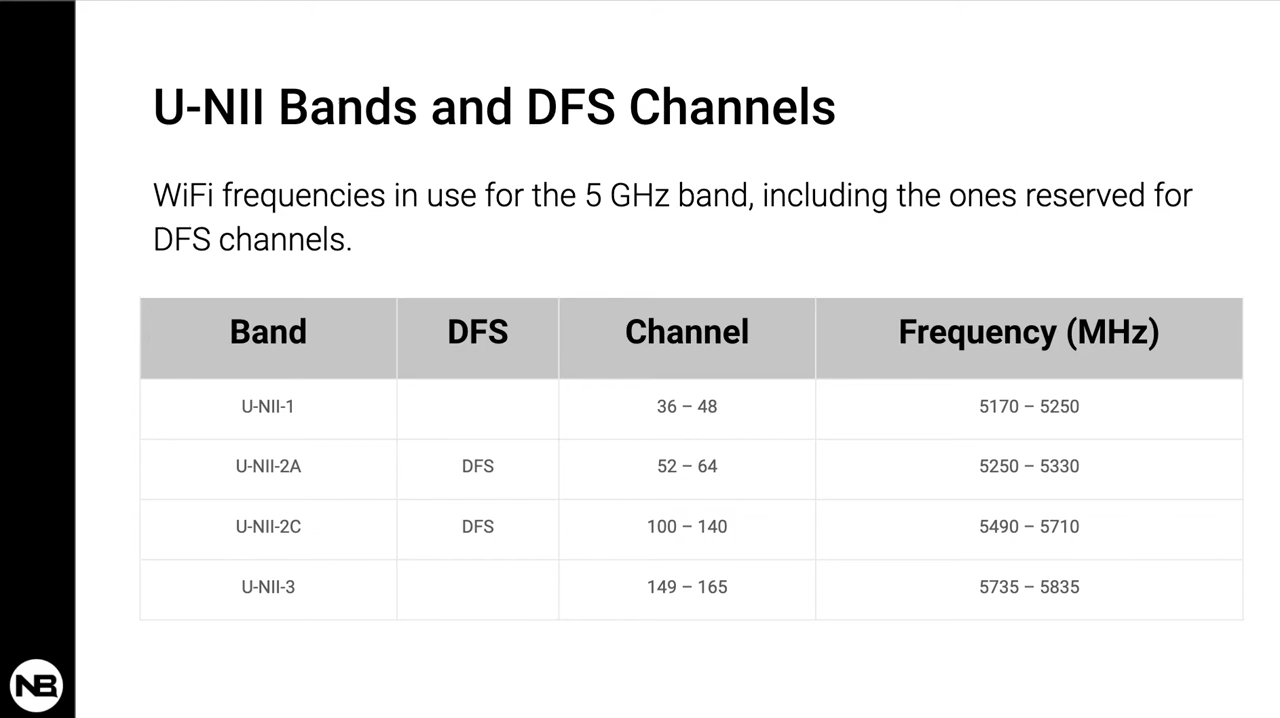 U-NII Bands and DFS Channels
WiFi frequencies in use for the 5 GHz band, including the ones reserved for
DFS channels.
Band DFS Channel Frequency (MHz)
U-NII-1 36 – 48 5170 – 5250
U-NII-2A DFS 52 – 64 5250 – 5330
U-NII-2C DFS 100 – 140 5490 – 5710
U-NII-3 149 – 165 5735 – 5835
NB